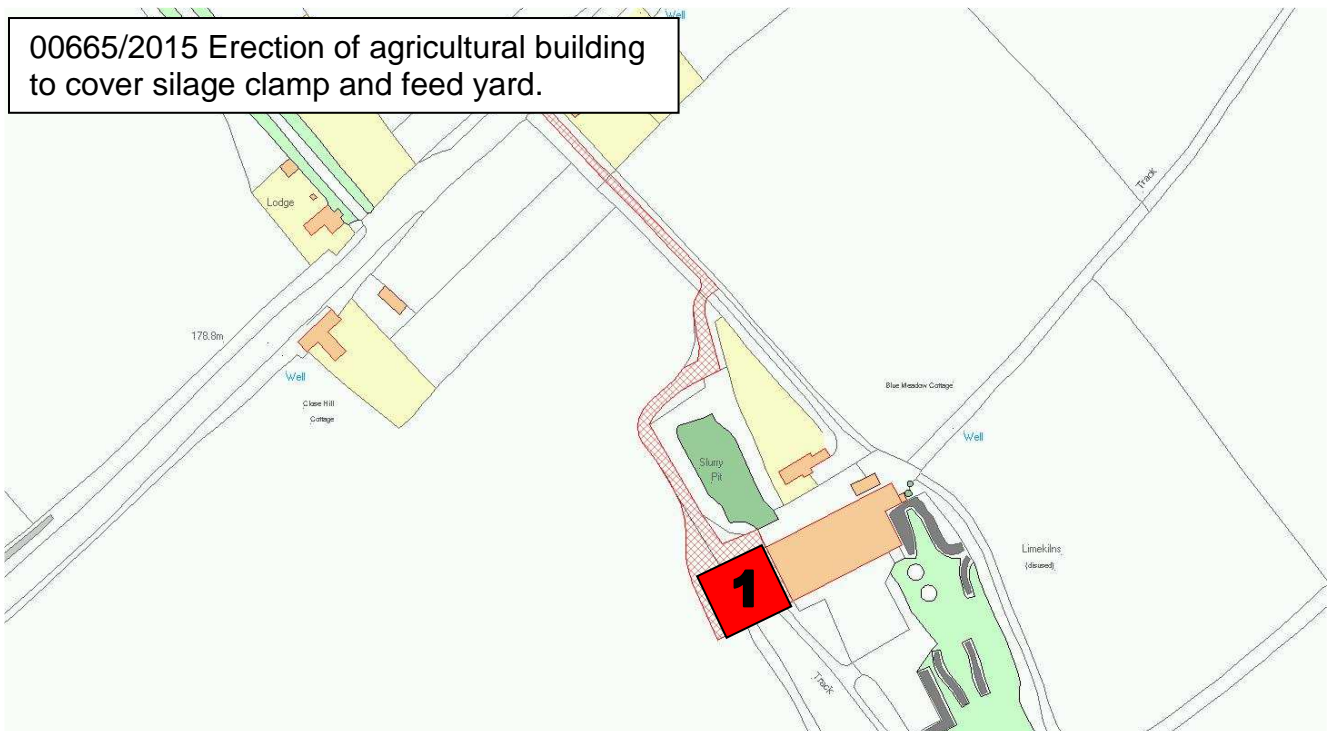 Well
00665/2015 Erection of agricultural building
to cover silage clamp and feed yard.
Track
Lodge
178.8m
Well
Close Hill
Cottage
Blue Meadow Cottage
Well
Slurry
Pit
Limekilns
(disused)
1
Track